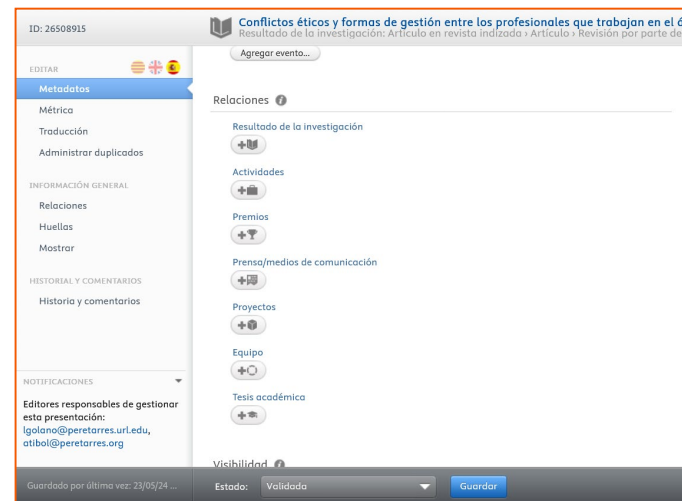 ID: 26508915
Conflictos éticos y formas de gestión entre los profesionales que trabajan en el
Resultado de la investigación: Artículo en revista indizada › Artículo › Revisión por parte de
EDITAR
Metadatos
Métrica
Traducción
Administrar duplicados
INFORMACIÓN GENERAL
Relaciones
Huellas
Mostrar
HISTORIAL Y COMENTARIOS
Historia y comentarios
NOTIFICACIONES
Editores responsables de gestionar
esta presentación:
lgolano@peretarres.url.edu,
atibol@peretarres.org
Guardado por última vez: 23/05/24 ...
Agregar evento...
Relaciones
Resultado de la investigación
Actividades
Premios
Prensa/medios de comunicación
Proyectos
Equipo
Tesis académica
Visibilidad
Estado: Validada
Guardar